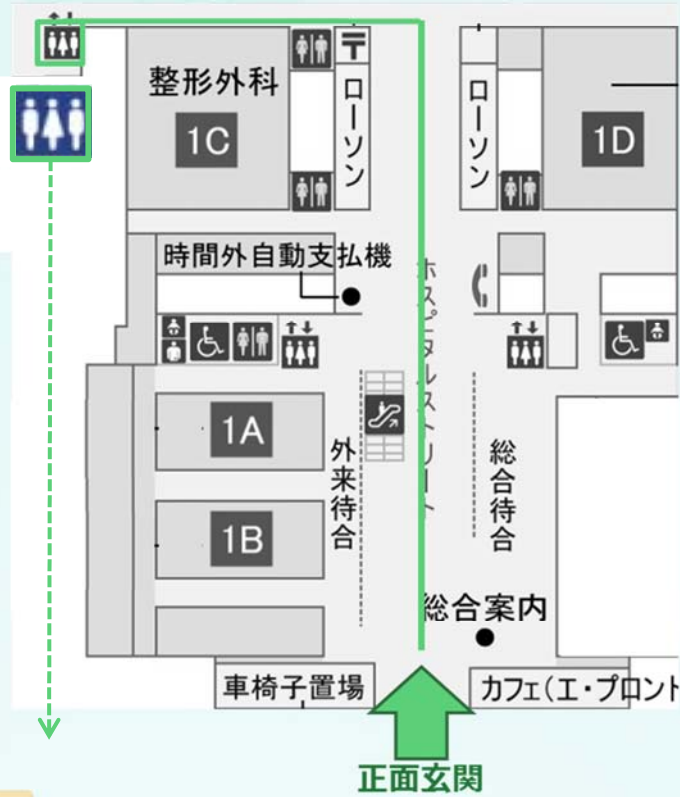 整形外科
1C
〒
ローソン
ローソン
1D
時間外自動支払機
ホスピタルストリート
1A
外来待合
総合待合
1B
総合案内
車椅子置場
カフェ(エ・プロント
正面玄関